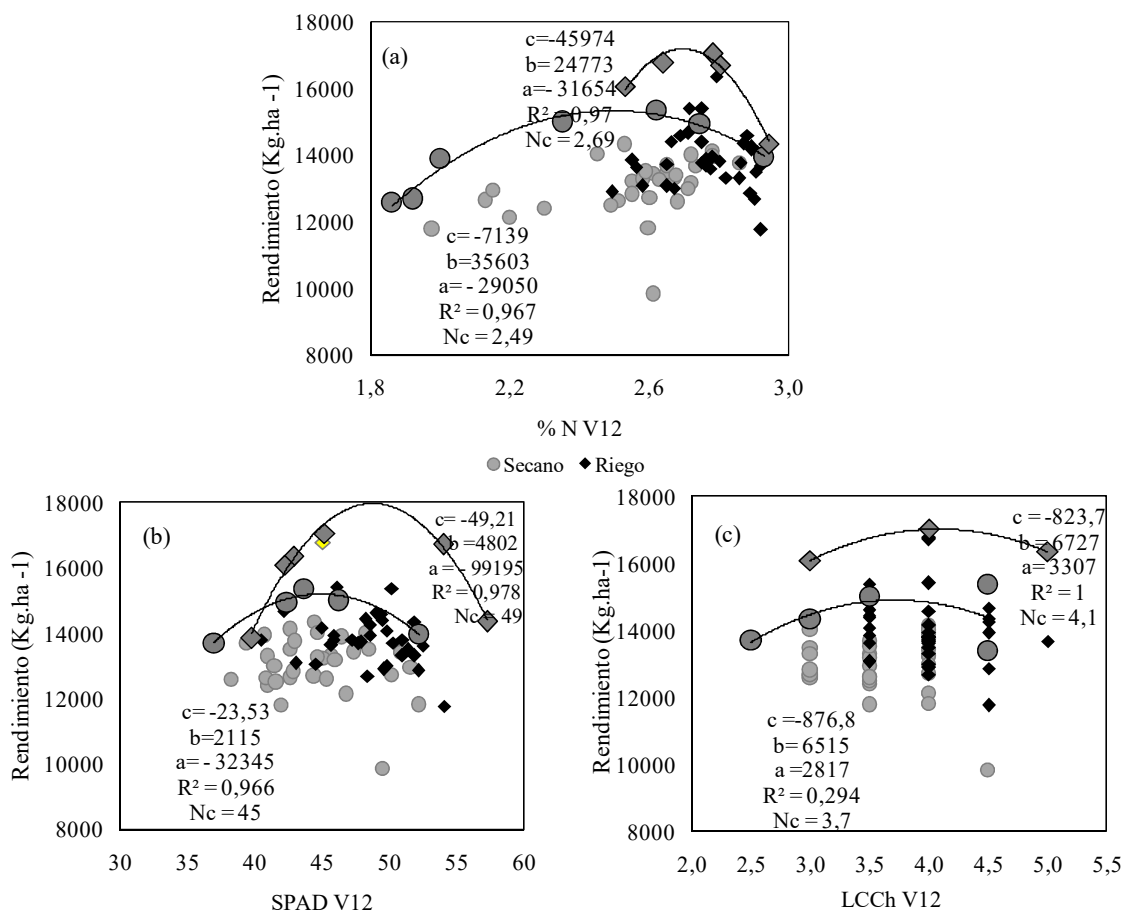 18000
(a)
c=-45974
b=24773
16000
a=- 31654
R² =0,97
Nc=2,69
14000
12000
c= -7139
b=35603
a= - 29050
10000
R² = 0,967
Nc = 2,49
8000
1,8
2,2
2,6
3,0
Rendimiento (Kg.ha -1)
% N V12
Secano
Riego
18000
(b)
c= -49,21
b =4802
16000
a= - 99195
R² = 0,978
Nc = 49
14000
12000
c=-23,53
b=2115
a= -32345
10000
R² = 0,966
Nc = 45
8000
30
40
45
50
55
60
Rendimiento (Kg.ha -1)
SPAD V12
18000
(c)
c = -823,7
b=6727
16000
a=3307
R² = 1
Nc = 4,1
14000
12000
c=-876,8
b=6515
10000
a =2817
R² = 0,294
Nc = 3,7
8000
2,0
2,5
3,0
3,5
4,0
4,5
5,0
5,5
Rendimiento (Kg.ha-1)
LCCh V12